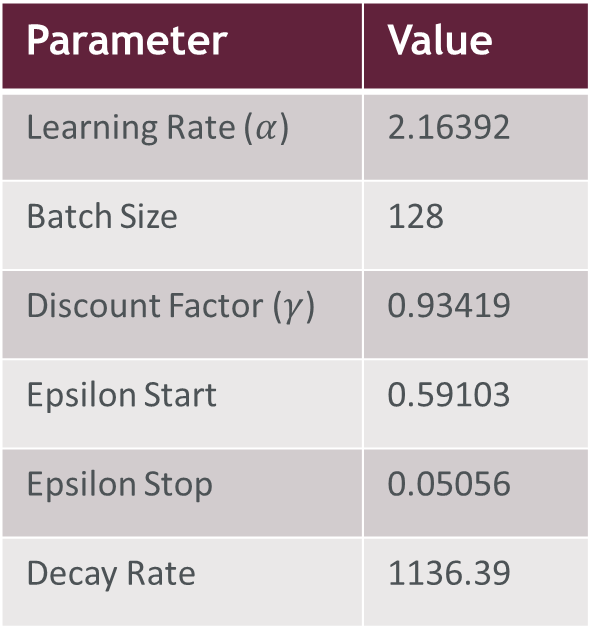 Parameter Value
Learning Rate (α) 2.16392
Batch Size 128
Discount Factor (γ) 0.93419
Epsilon Start 0.59103
Epsilon Stop 0.05056
Decay Rate 1136.39